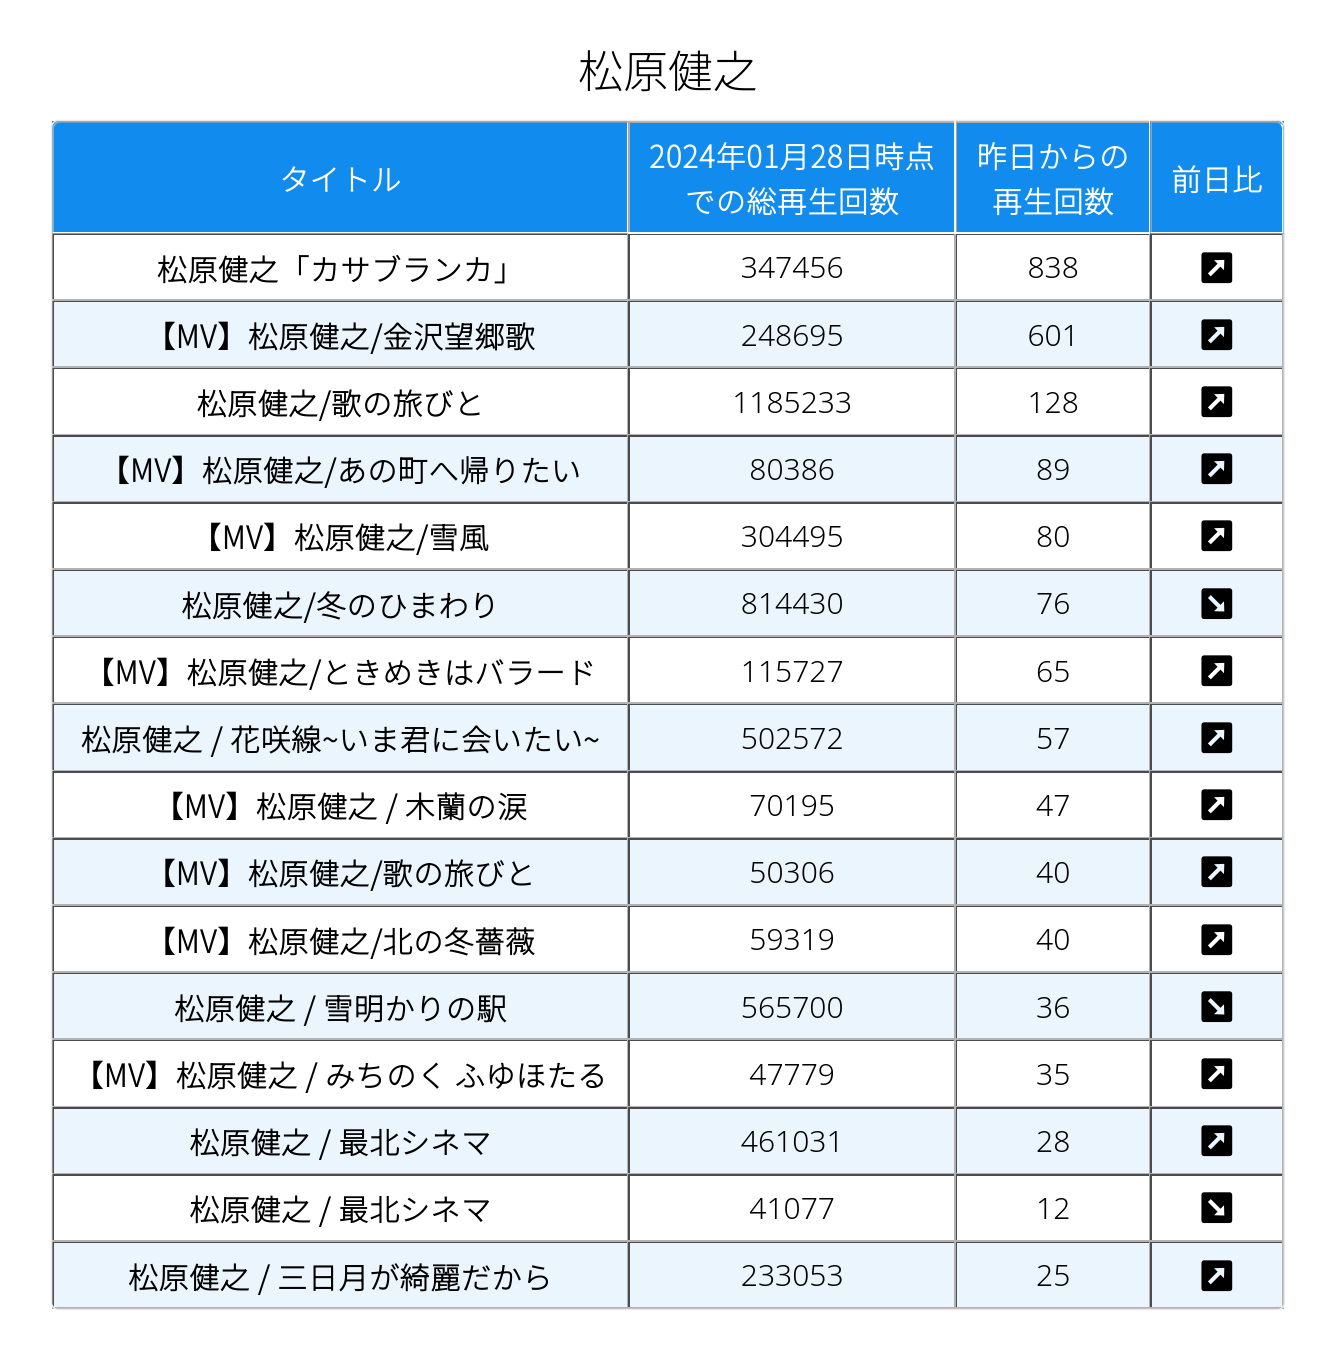 松原健之
タイトル
2024年01月28日時点
での総再生回数
昨日からの
再生回数
前日比
松原健之「カサブランカ」 347456 838
【MV】松原健之/金沢望郷歌 248695 601
松原健之/歌の旅びと 1185233 128
【MV】松原健之/あの町へ帰りたい 80386 89
【MV】松原健之/雪風 304495 80
松原健之/冬のひまわり 814430 76
【MV】松原健之/ときめきはバラード 115727 65
松原健之 / 花咲線~いま君に会いたい~ 502572 57
【MV】松原健之 / 木蘭の涙 70195 47
【MV】松原健之/歌の旅びと 50306 40
【MV】松原健之/北の冬薔薇 59319 40
松原健之 / 雪明かりの駅 565700 36
【MV】松原健之 / みちのく ふゆほたる 47779 35
松原健之 / 最北シネマ 461031 28
松原健之 / 最北シネマ 41077 12
松原健之 / 三日月が綺麗だから 233053 25